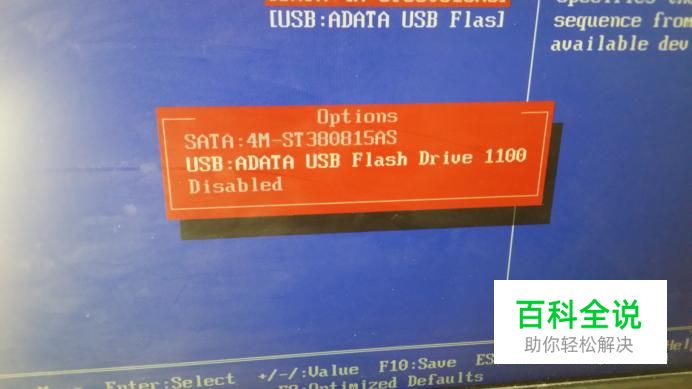 [USB:ADATA USB Flas]
sequence from
available dev
Options
SATA:4M-ST380815AS
USB:ADATA USB Flash Drive 1100
Disabled
百科全说
助你轻松解决
Enter:Select +/-/:Value F10:Save ES
F9:Optimized Defaults